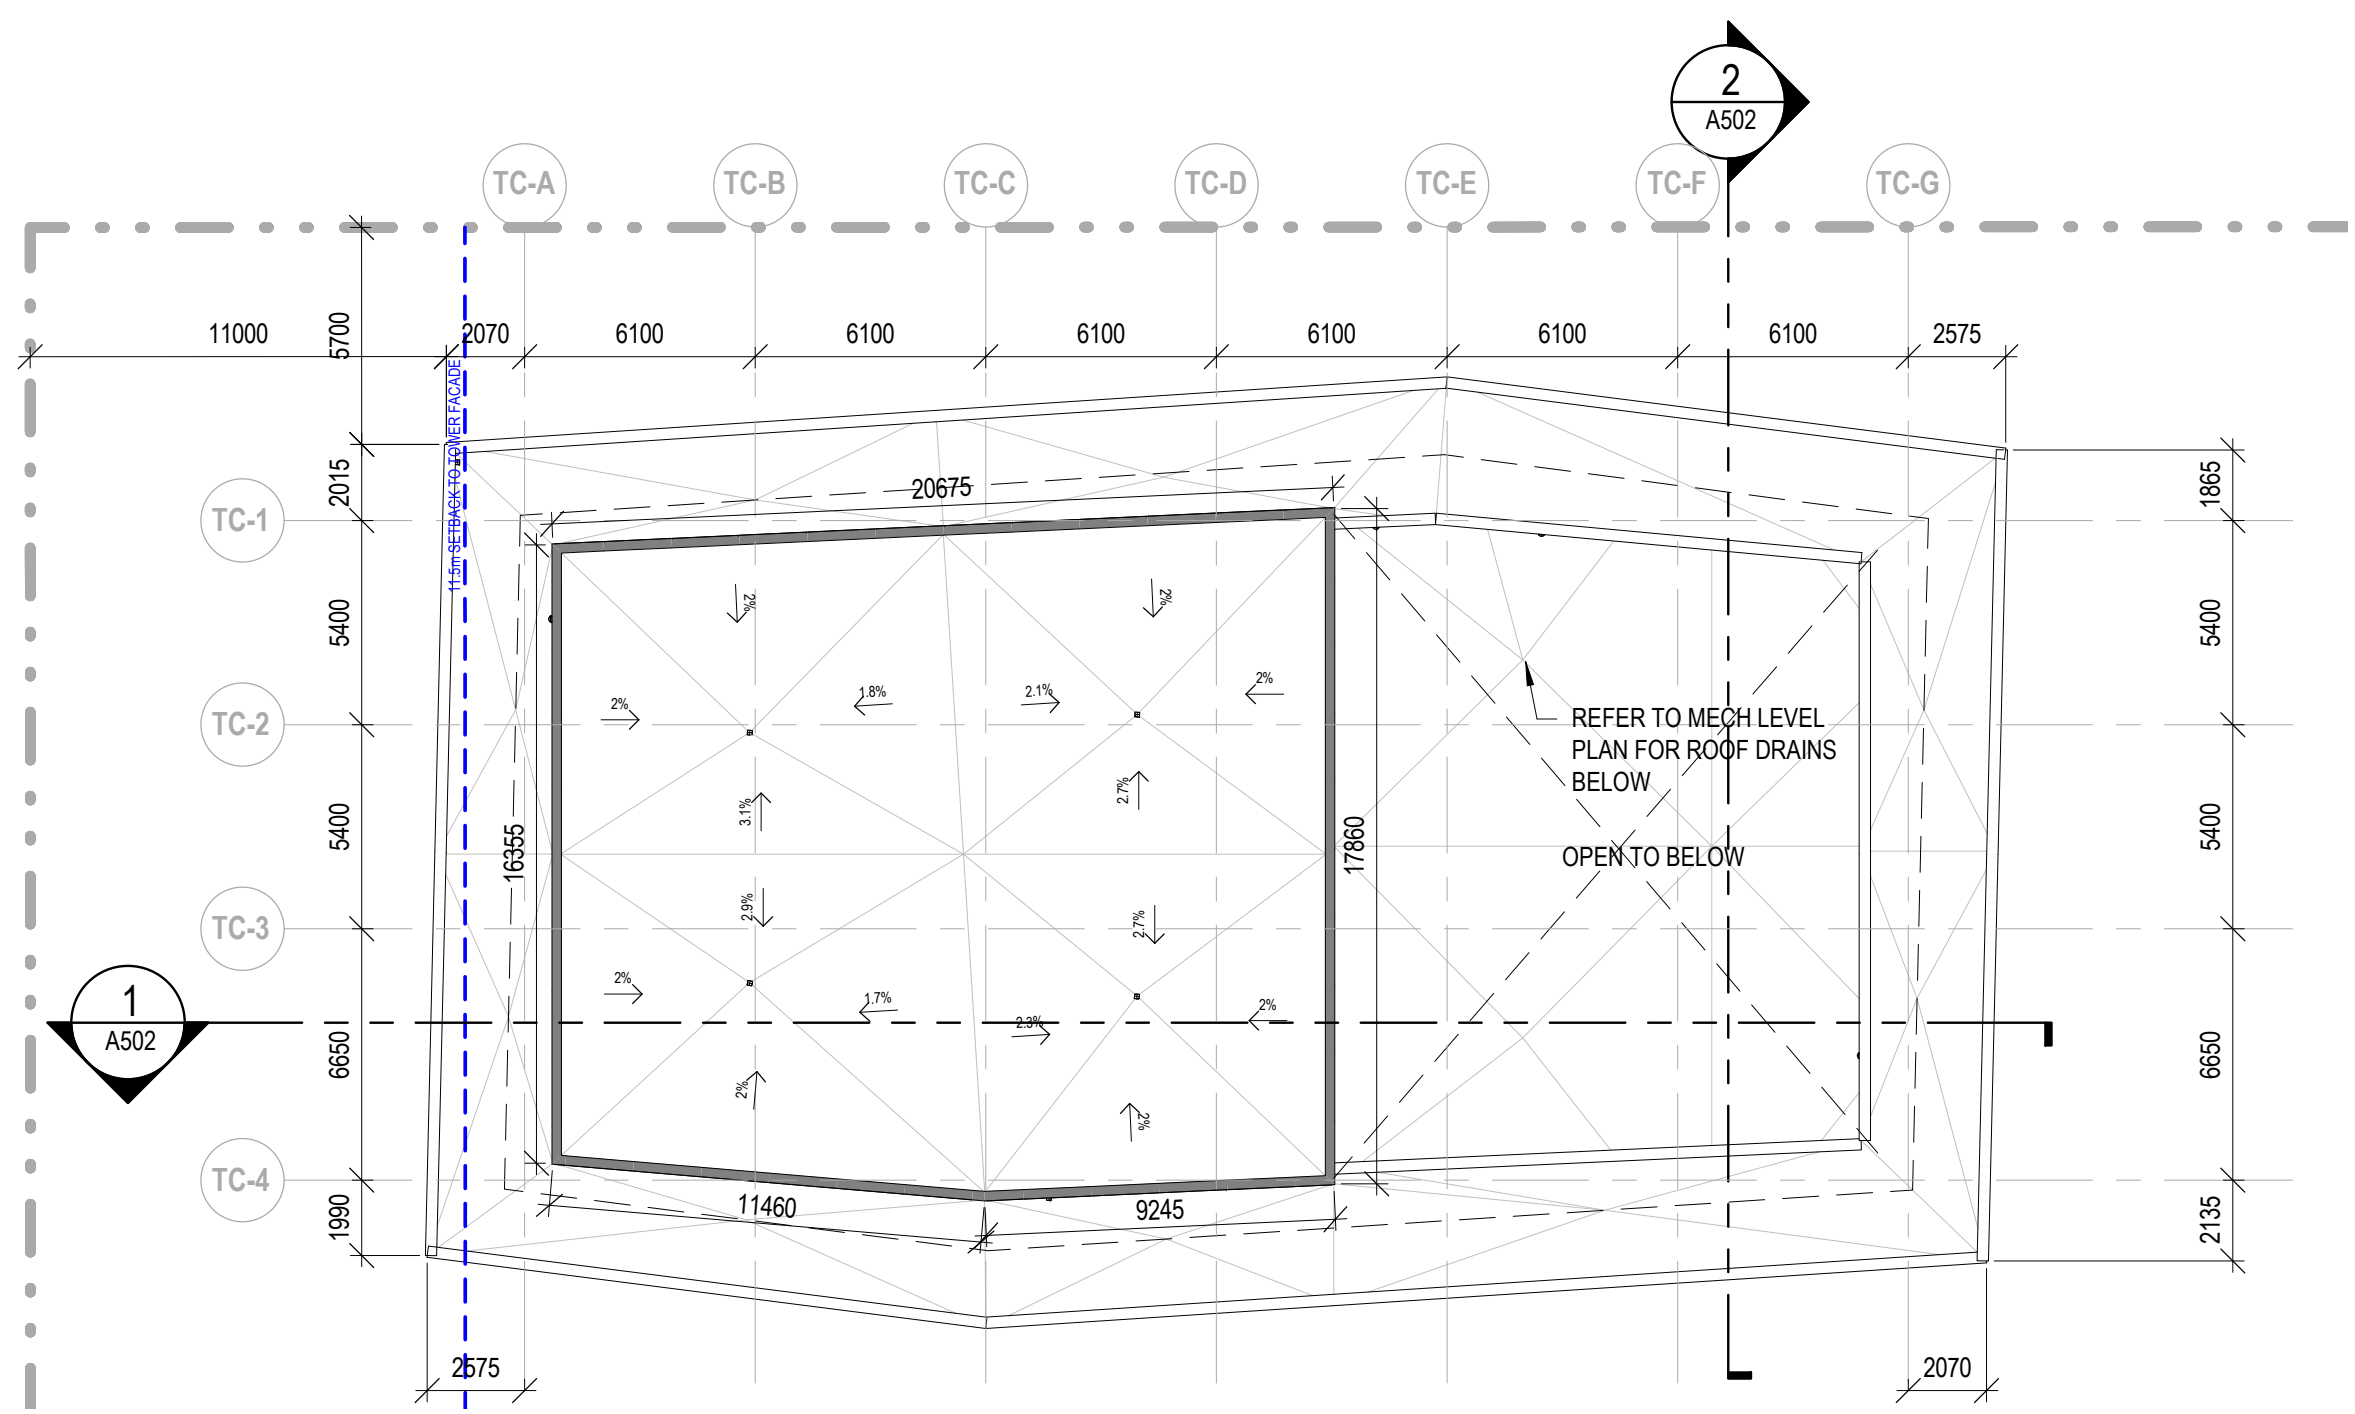 2
A502
TC-A
TC-B
TC-C
TC-D
TC-E
TC-F
TC-G
11000
2070
6100
6100
6100
6100
6100
6100
2575
5700
11.5m SETBACK TO TOWER FACADE
2015
1865
20675
TC-1
5400
5400
2%
2%
2%
1.8%
2.1%
2%
TC-2
REFER TO MECH LEVEL
PLAN FOR ROOF DRAINS
BELOW
3.1%
2.7%
5400
5400
16355
17860
OPEN TO BELOW
2.9%
2.7%
TC-3
2%
1.7%
2.3%
2%
1
A502
6650
6650
2%
2%
TC-4
11460
9245
1990
2135
2575
2070